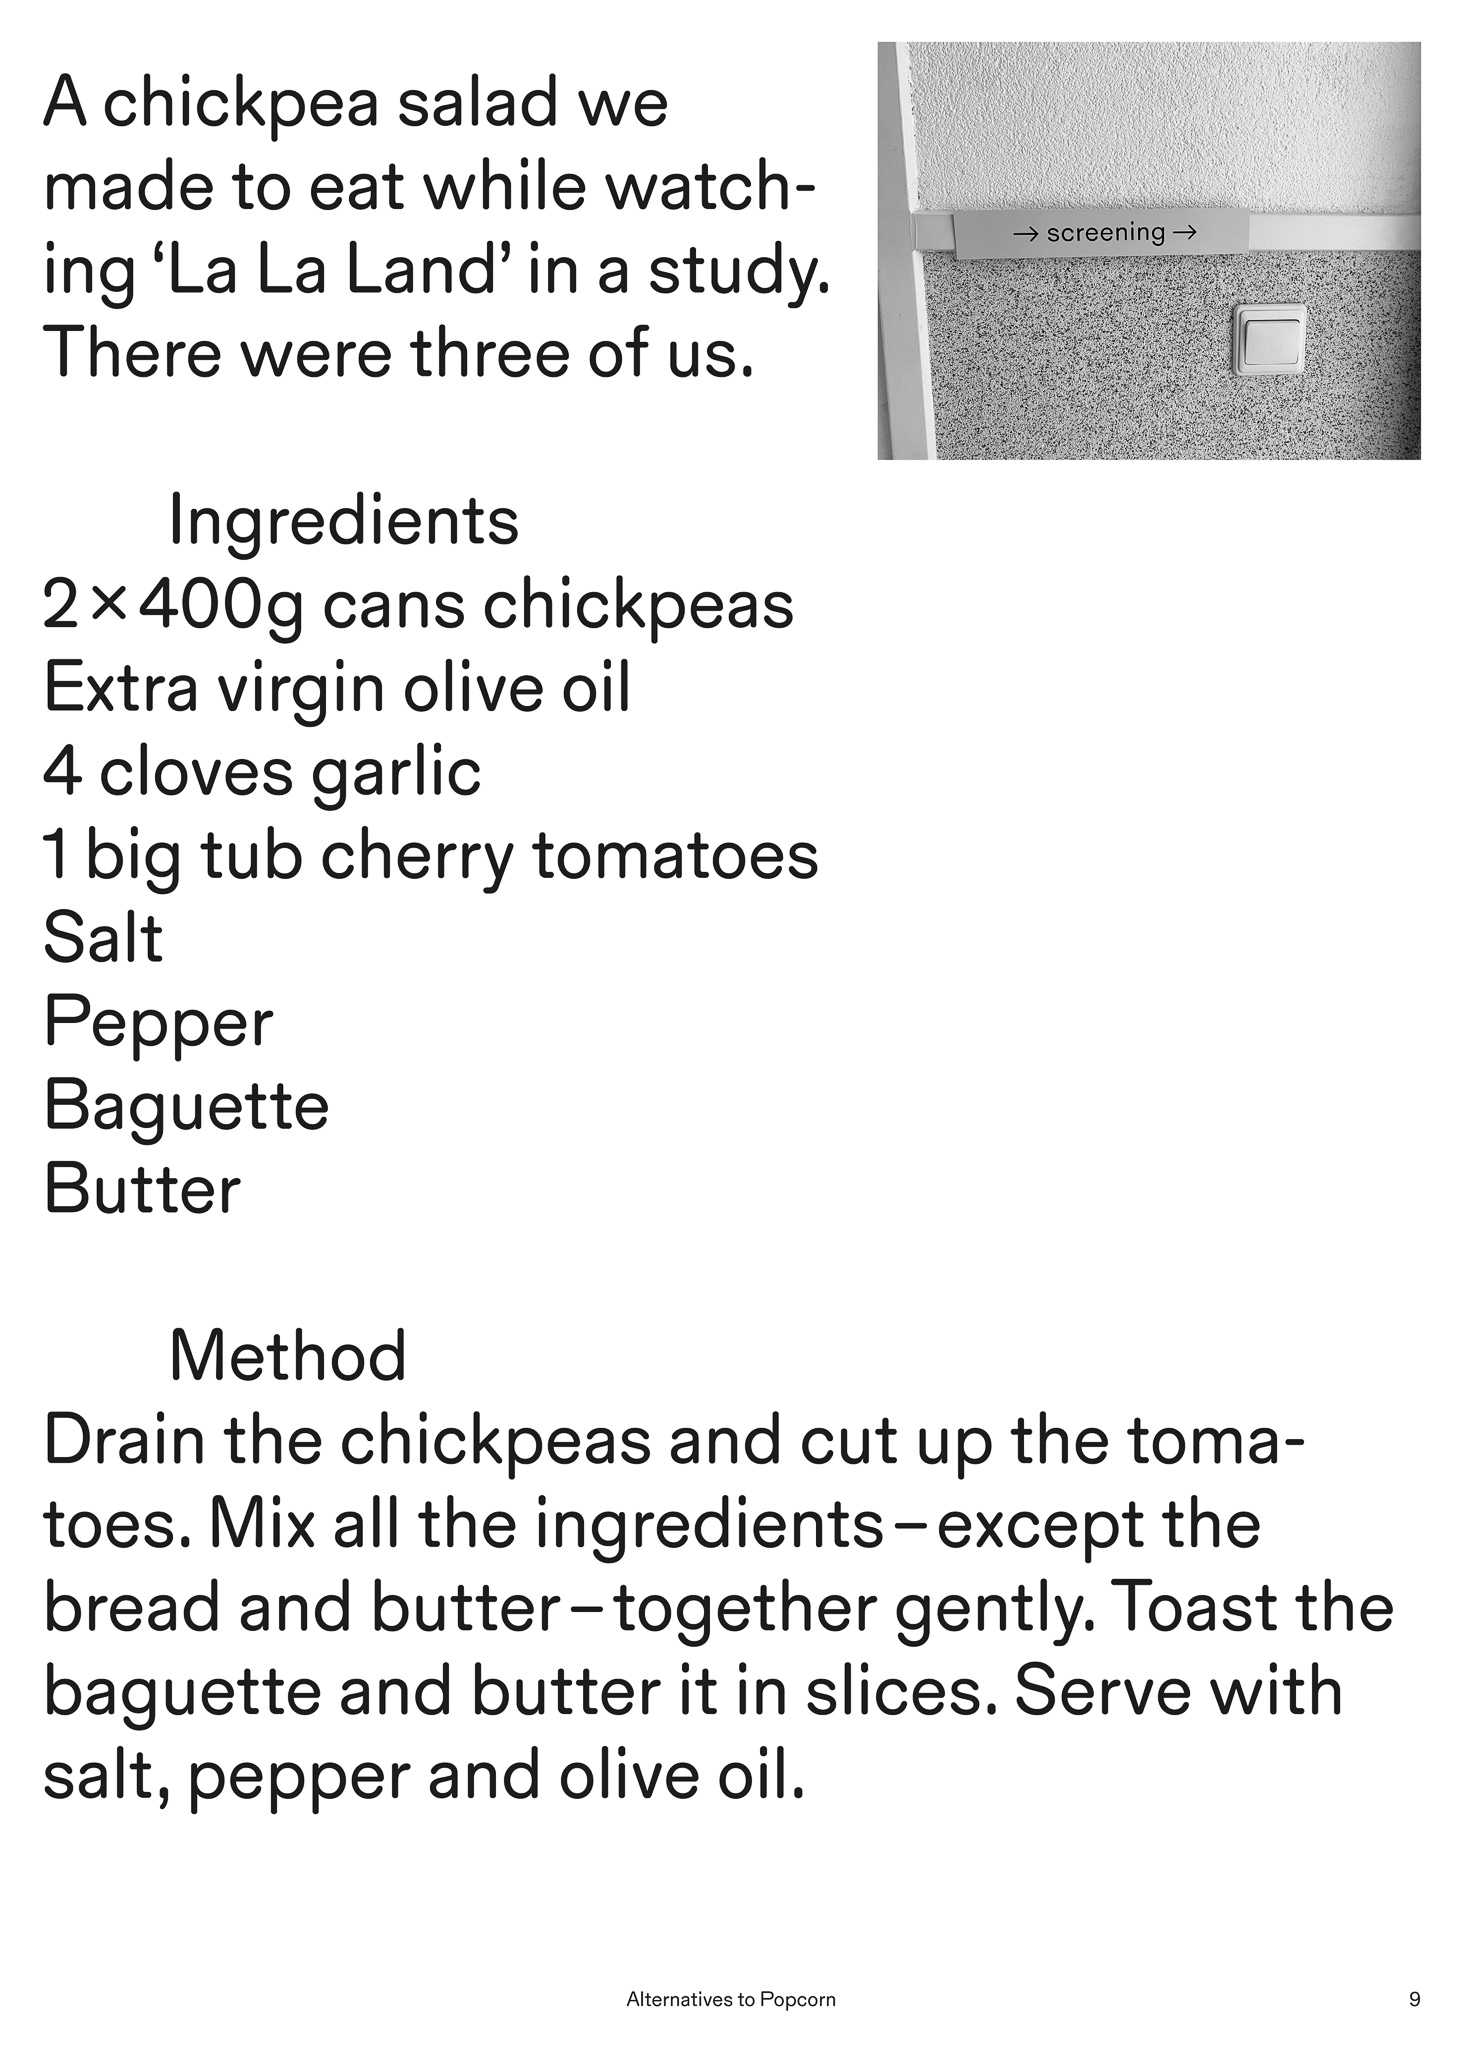 A chickpea salad we
made to eat while watch-
ing ‘La La Land’ in a study.
There were three of us.
→ screening →
Ingredients
2 × 400g cans chickpeas
Extra virgin olive oil
4 cloves garlic
1 big tub cherry tomatoes
Salt
Pepper
Baguette
Butter
Method
Drain the chickpeas and cut up the toma-
toes. Mix all the ingredients – except the
bread and butter – together gently. Toast the
baguette and butter it in slices. Serve with
salt, pepper and olive oil.
Alternatives to Popcorn
9